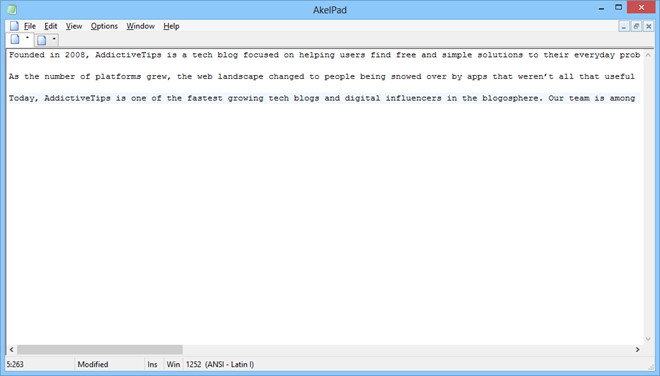 AkelPad
File Edit View Options Window Help
Founded in 2008, AddictiveTips is a tech blog focused on helping users find free and simple solutions to their everyday prob
As the number of platforms grew, the web landscape changed to people being snowed over by apps that weren't all that useful
Today, AddictiveTips is one of the fastest growing tech blogs and digital influencers in the blogosphere. Our team is among
5:263 Modified Ins Win 1252 (ANSI - Latin I)